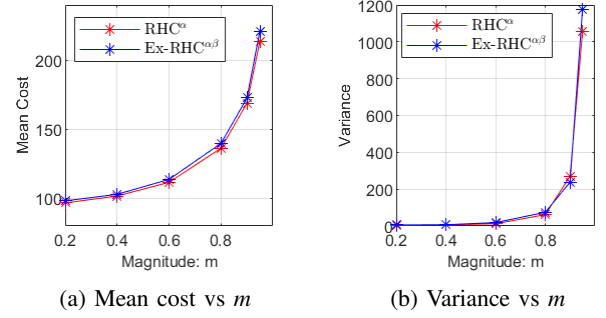 RHC^α
Ex-RHC^αβ
200
150
100
Mean Cost
0.2 0.4 0.6 0.8
Magnitude: m
(a) Mean cost vs m
1200
1000
800
600
400
200
0
Variance
RHC^α
Ex-RHC^αβ
0.2 0.4 0.6 0.8
Magnitude: m
(b) Variance vs m